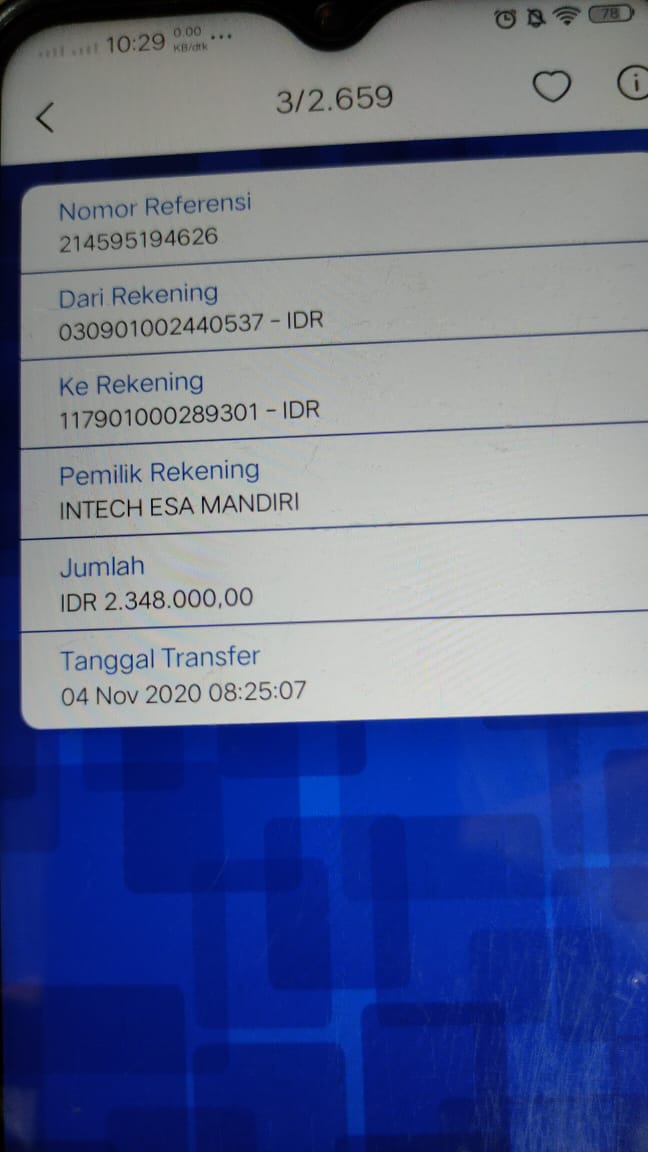 10:29 0.00 KB/dtk ... 78
3/2.659
Nomor Referensi
214595194626
Dari Rekening
030901002440537 - IDR
Ke Rekening
117901000289301 - IDR
Pemilik Rekening
INTECH ESA MANDIRI
Jumlah
IDR 2.348.000,00
Tanggal Transfer
04 Nov 2020 08:25:07